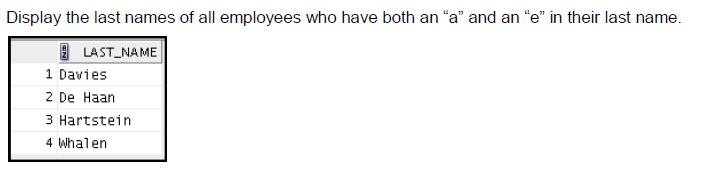 Display the last names of all employees who have both an “a” and an “e” in their last name.
LAST_NAME
1 Davies
2 De Haan
3 Hartstein
4 Whalen